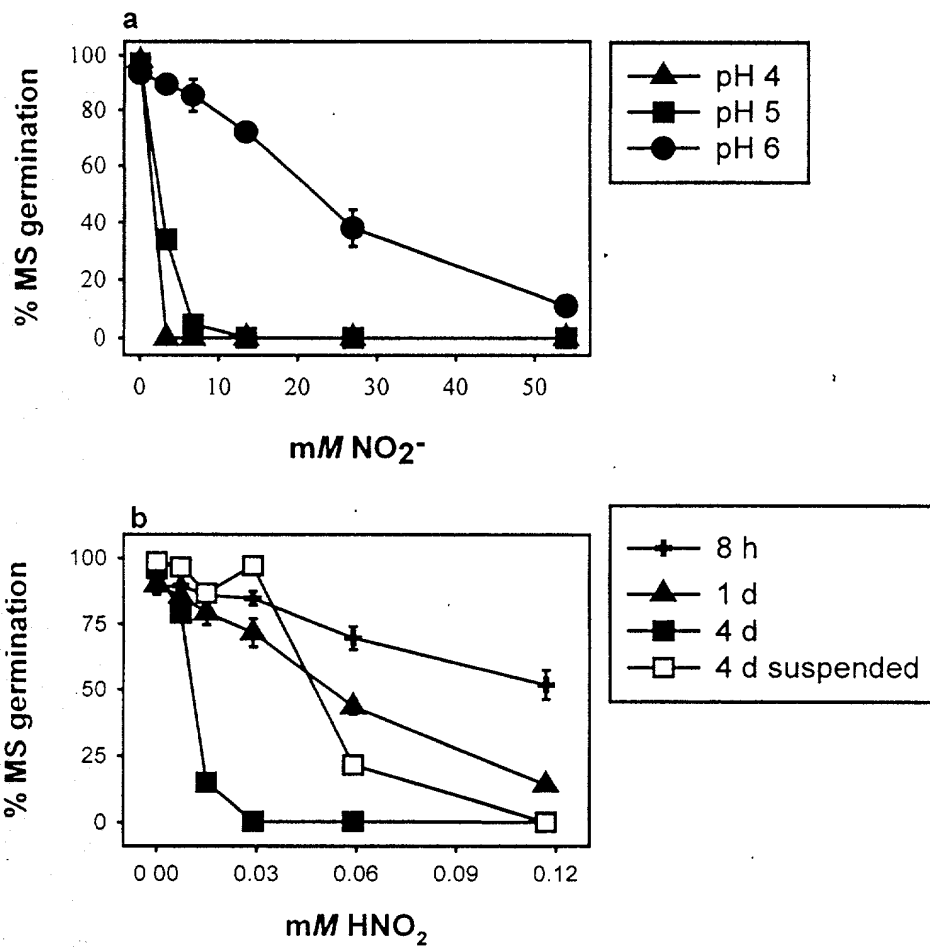 a
100
80
60
40
20
0
% MS germination
0 10 20 30 40 50
mM NO₂⁻
pH 4
pH 5
pH 6
b
100
75
50
25
0
% MS germination
0.00 0.03 0.06 0.09 0.12
mM HNO₂
8 h
1 d
4 d
4 d suspended